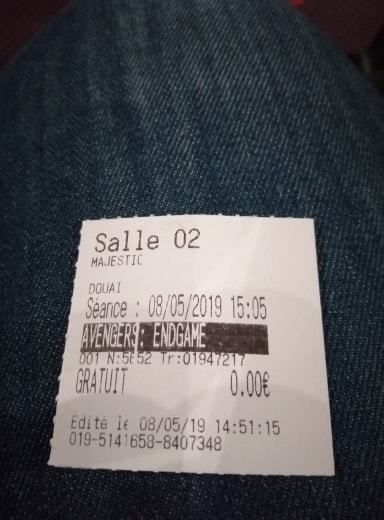 Salle 02
MAJESTIC
DOUAI
Séance : 08/05/2019 15:05
AVENGERS: ENDGAME
001 N:5652 Tr:01947217
GRATUIT 0.00€
Edité le 08/05/19 14:51:15
019-5141658-8407348